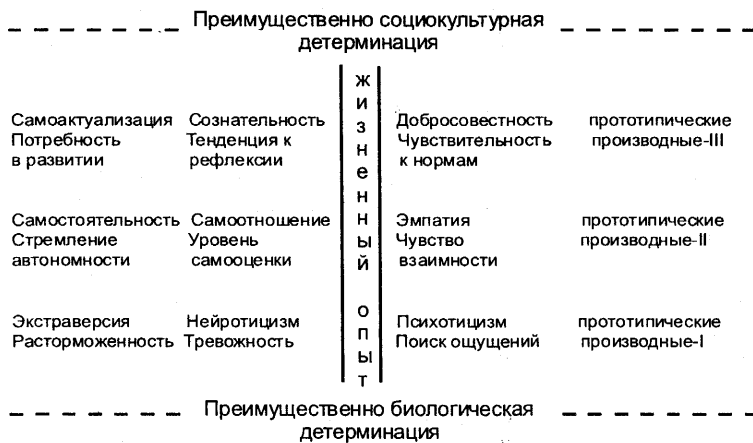 Преимущественно социокультурная
детерминация
Самоактуализация Сознательность Добросовестность прототипические
Потребность Тенденция к Чувствительность производные-III
в развитии рефлексии к нормам
Самостоятельность Самоотношение Эмпатия прототипические
Стремление Уровень Чувство производные-II
автономности самооценки взаимности
Экстраверсия Нейротицизм Психотицизм прототипические
Расторможенность Тревожность Поиск ощущений производные-I
жизненный опыт
Преимущественно биологическая
детерминация